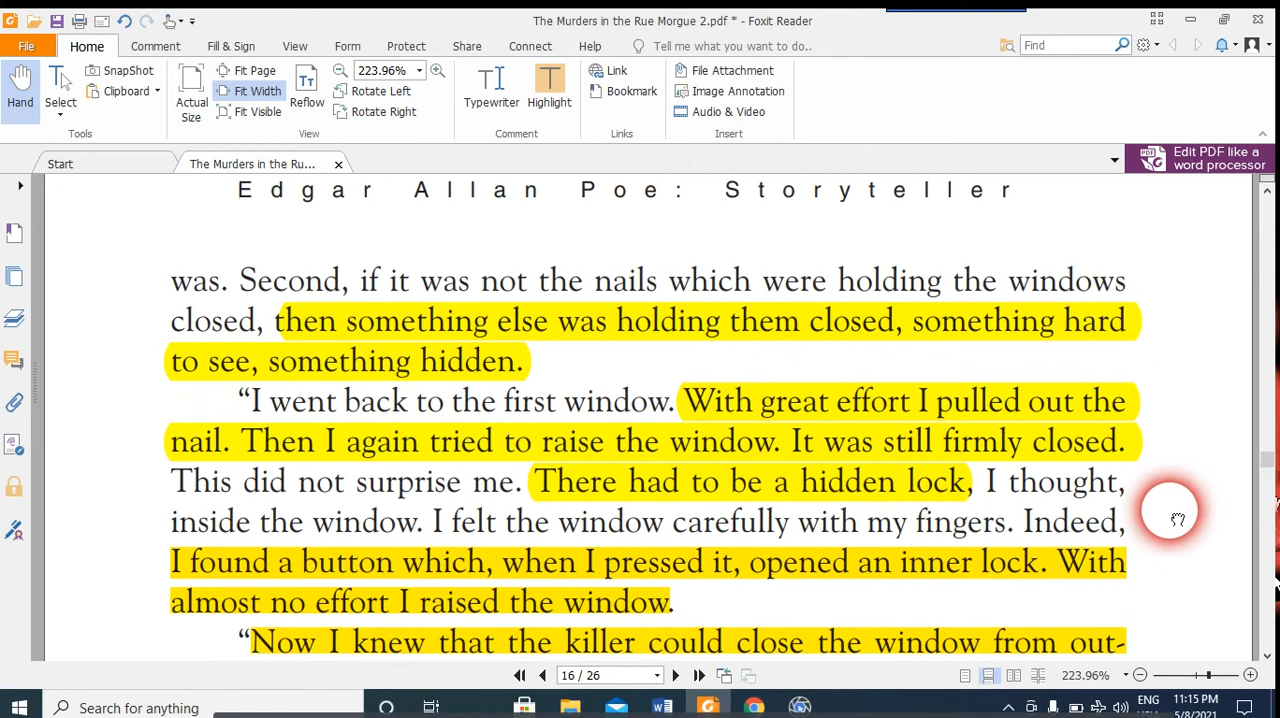 The Murders in the Rue Morgue 2.pdf * - Foxit Reader
File Home Comment Fill & Sign View Form Protect Share Connect Help Tell me what you want to do.. Find
SnapShot Fit Page 223.96% Link File Attachment
Hand Select Clipboard Actual Size Fit Width Reflow Rotate Left Typewriter Highlight Bookmark Image Annotation
Fit Visible Rotate Right Audio & Video
Tools View Comment Links Insert
Start The Murders in the Ru... Edit PDF like a word processor
Edgar Allan Poe: Storyteller
was. Second, if it was not the nails which were holding the windows
closed, then something else was holding them closed, something hard
to see, something hidden.
“I went back to the first window. With great effort I pulled out the
nail. Then I again tried to raise the window. It was still firmly closed.
This did not surprise me. There had to be a hidden lock, I thought,
inside the window. I felt the window carefully with my fingers. Indeed,
I found a button which, when I pressed it, opened an inner lock. With
almost no effort I raised the window.
“Now I knew that the killer could close the window from out-
16 / 26 223.96%
Search for anything ENG 11:15 PM
5/8/2021